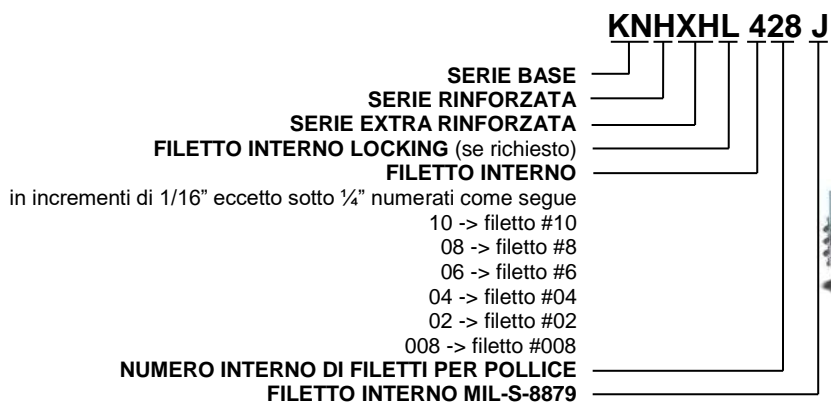 KNHXHL 428 J
SERIE BASE
SERIE RINFORZATA
SERIE EXTRA RINFORZATA
FILETTO INTERNO LOCKING (se richiesto)
FILETTO INTERNO
in incrementi di 1/16” eccetto sotto ¼” numerati come segue
10 -> filetto #10
08 -> filetto #8
06 -> filetto #6
04 -> filetto #04
02 -> filetto #02
008 -> filetto #008
NUMERO INTERNO DI FILETTI PER POLLICE
FILETTO INTERNO MIL-S-8879